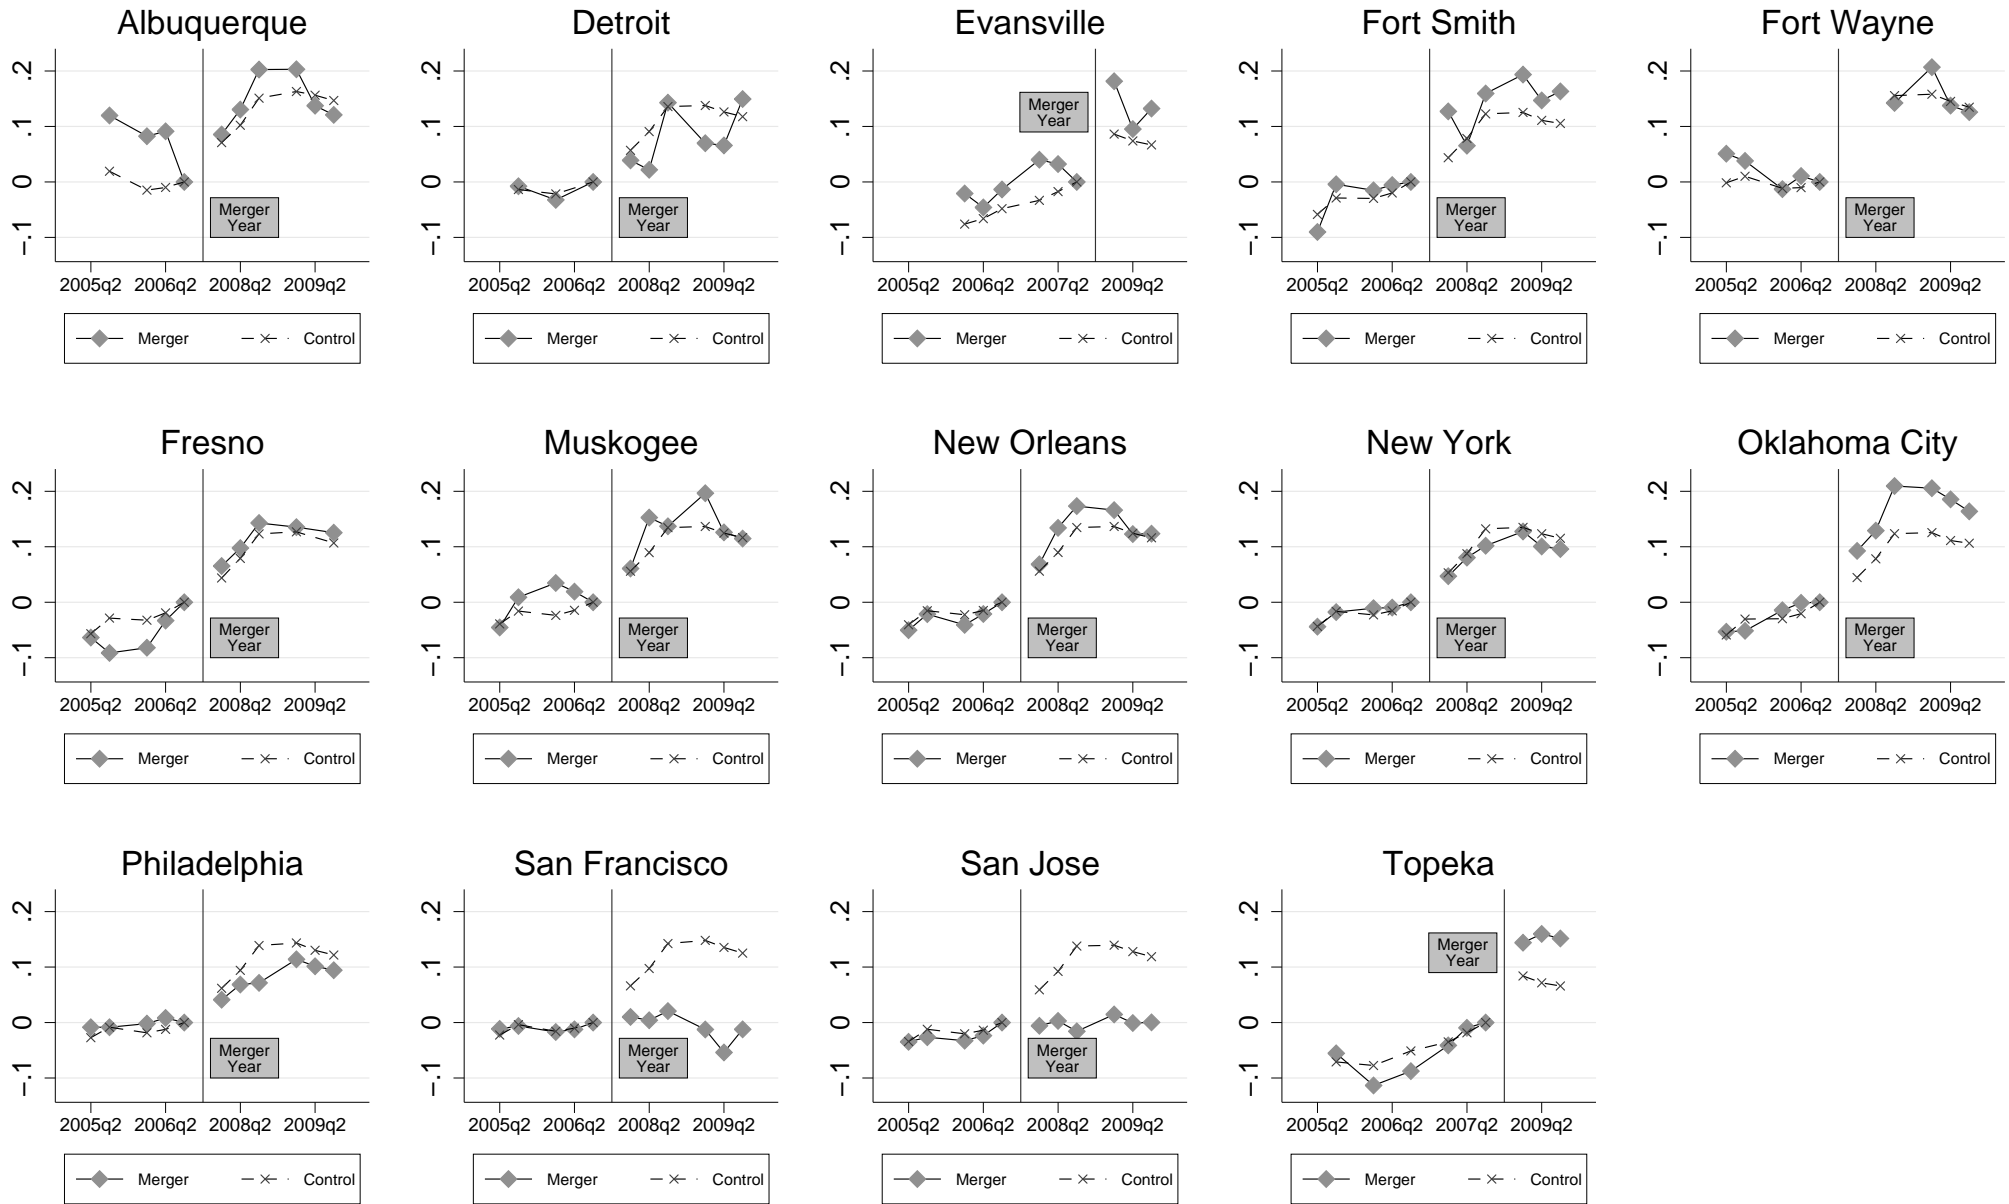 Albuquerque Detroit Evansville Fort Smith Fort Wayne
.2 .2 .2 .2 .2
.1 .1 .1 .1 .1
0 0 0 0 0
−.1 −.1 −.1 −.1 −.1
Merger Year Merger Year Merger Year Merger Year Merger Year
2005q2 2006q2 2008q2 2009q2 2005q2 2006q2 2008q2 2009q2 2005q2 2006q2 2007q2 2009q2 2005q2 2006q2 2008q2 2009q2 2005q2 2006q2 2008q2 2009q2
Merger Control Merger Control Merger Control Merger Control Merger Control
Fresno Muskogee New Orleans New York Oklahoma City
.2 .2 .2 .2 .2
.1 .1 .1 .1 .1
0 0 0 0 0
−.1 −.1 −.1 −.1 −.1
Merger Year Merger Year Merger Year Merger Year Merger Year
2005q2 2006q2 2008q2 2009q2 2005q2 2006q2 2008q2 2009q2 2005q2 2006q2 2008q2 2009q2 2005q2 2006q2 2008q2 2009q2 2005q2 2006q2 2008q2 2009q2
Merger Control Merger Control Merger Control Merger Control Merger Control
Philadelphia San Francisco San Jose Topeka
.2 .2 .2 .2
.1 .1 .1 .1
0 0 0 0
−.1 −.1 −.1 −.1
Merger Year Merger Year Merger Year Merger Year
2005q2 2006q2 2008q2 2009q2 2005q2 2006q2 2008q2 2009q2 2005q2 2006q2 2008q2 2009q2 2005q2 2006q2 2007q2 2009q2
Merger Control Merger Control Merger Control Merger Control